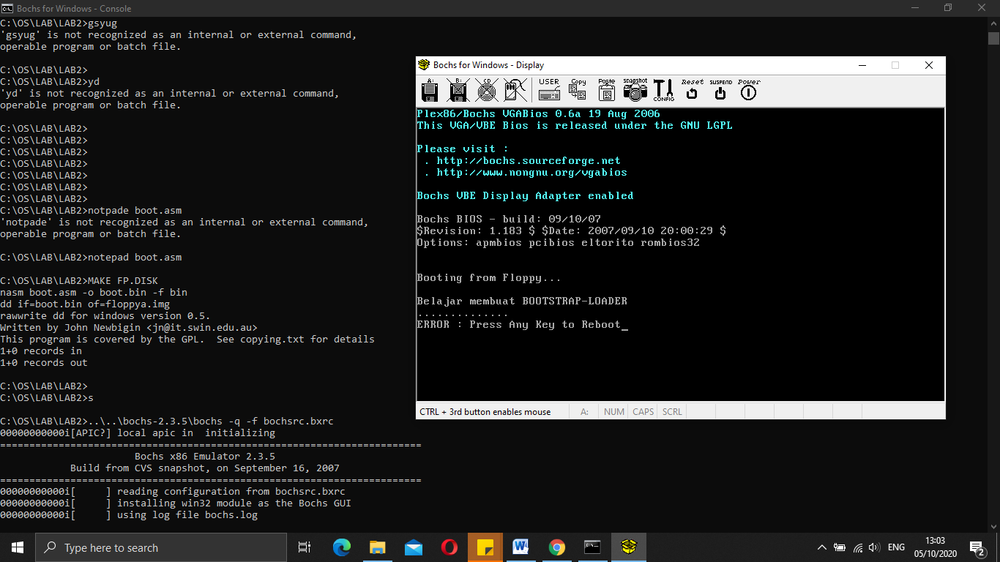 Bochs for Windows - Console
C:\OS\LAB\LAB2>gsyug
'gsyug' is not recognized as an internal or external command,
operable program or batch file.
C:\OS\LAB\LAB2>
C:\OS\LAB\LAB2>yd
'yd' is not recognized as an internal or external command,
operable program or batch file.
C:\OS\LAB\LAB2>
C:\OS\LAB\LAB2>
C:\OS\LAB\LAB2>
C:\OS\LAB\LAB2>
C:\OS\LAB\LAB2>
C:\OS\LAB\LAB2>
C:\OS\LAB\LAB2>
C:\OS\LAB\LAB2>notpade boot.asm
'notpade' is not recognized as an internal or external command,
operable program or batch file.
C:\OS\LAB\LAB2>notepad boot.asm
C:\OS\LAB\LAB2>MAKE FP.DISK
nasm boot.asm -o boot.bin -f bin
dd if=boot.bin of=floppya.img
rawwrite dd for windows version 0.5.
Written by John Newbigin <jn@it.swin.edu.au>
This program is covered by the GPL.  See copying.txt for details
1+0 records in
1+0 records out
C:\OS\LAB\LAB2>
C:\OS\LAB\LAB2>s
C:\OS\LAB\LAB2>..\..\bochs-2.3.5\bochs -q -f bochsrc.bxrc
00000000000i[APIC?] local apic in  initializing
========================================================================
Bochs x86 Emulator 2.3.5
Build from CVS snapshot, on September 16, 2007
========================================================================
00000000000i[     ] reading configuration from bochsrc.bxrc
00000000000i[     ] installing win32 module as the Bochs GUI
00000000000i[     ] using log file bochs.log
Bochs for Windows - Display
A: B: CD USER Copy Paste snapshot CONFIG Reset SUSPEND Power
Plex86/Bochs VGABios 0.6a 19 Aug 2006
This VGA/VBE Bios is released under the GNU LGPL
Please visit :
. http://bochs.sourceforge.net
. http://www.nongnu.org/vgabios
Bochs VBE Display Adapter enabled
Bochs BIOS - build: 09/10/07
$Revision: 1.183 $ $Date: 2007/09/10 20:00:29 $
Options: apmbios pcibios eltorito rombios32
Booting from Floppy...
Belajar membuat BOOTSTRAP-LOADER
..............
ERROR : Press Any Key to Reboot_
CTRL + 3rd button enables mouse A: NUM CAPS SCRL
Type here to search
ENG
13:03
05/10/2020
2